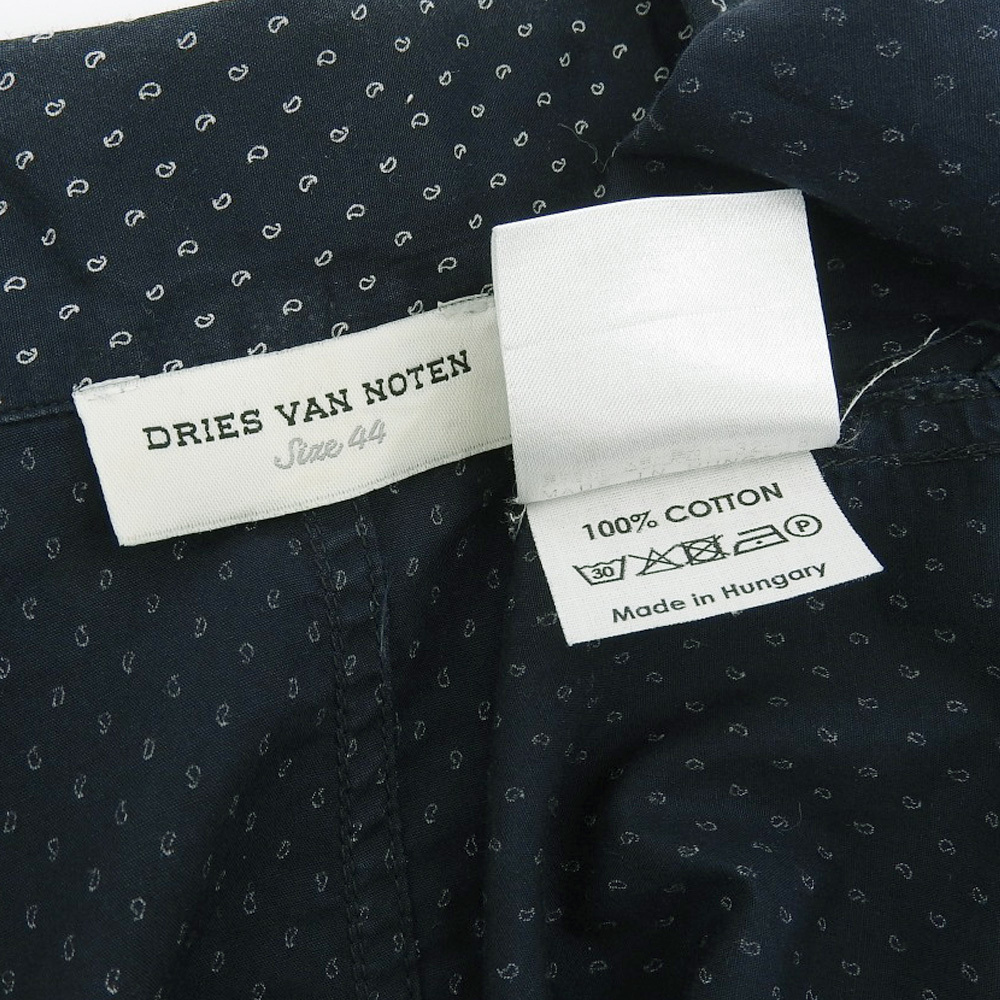 DRIES VAN NOTEN
Size 44
100% COTTON
30 P
Made in Hungary